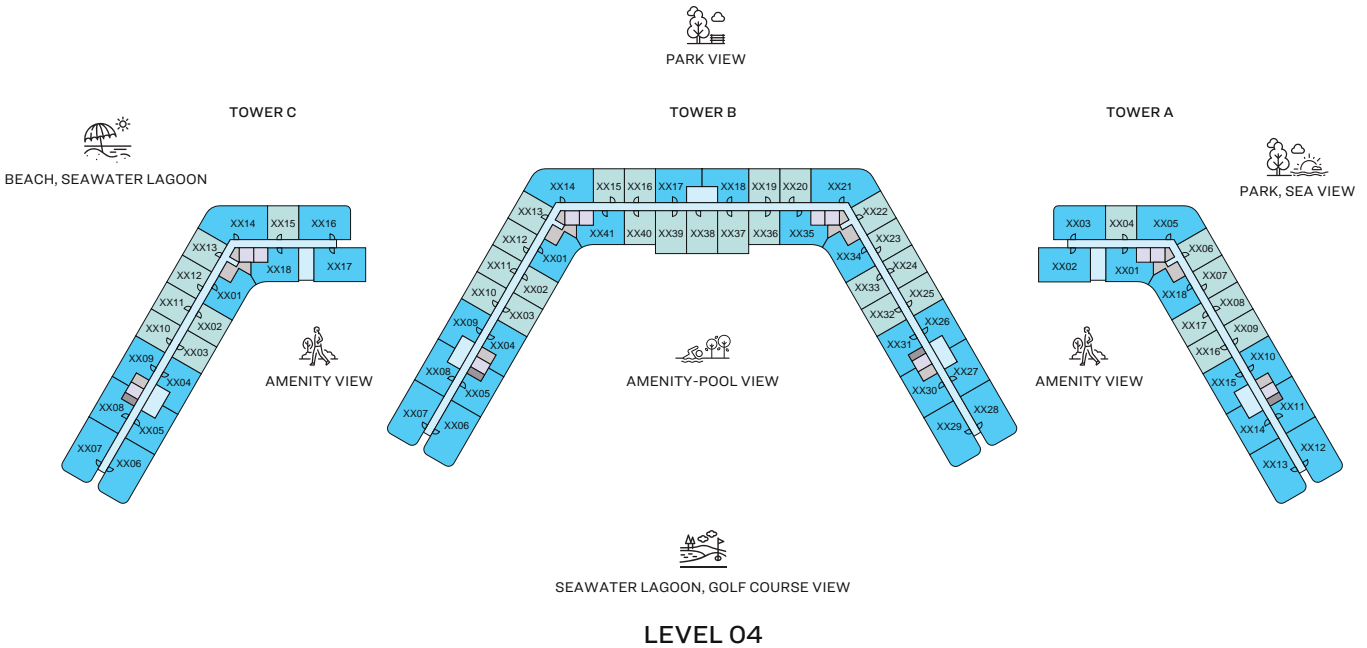 PARK VIEW
TOWER C
TOWER B
TOWER A
BEACH, SEAWATER LAGOON
PARK, SEA VIEW
XX14
XX15
XX16
XX13
XX12
XX18
XX17
XX11
XX01
XX10
XX02
XX09
XX03
XX08
XX04
XX07
XX05
XX06
XX14
XX15
XX16
XX17
XX18
XX19
XX20
XX21
XX13
XX22
XX12
XX41
XX40
XX39
XX38
XX37
XX36
XX35
XX23
XX11
XX01
XX34
XX24
XX10
XX02
XX33
XX25
XX09
XX03
XX32
XX26
XX08
XX04
XX31
XX27
XX07
XX05
XX30
XX28
XX06
XX29
XX03
XX04
XX05
XX06
XX02
XX01
XX07
XX18
XX08
XX17
XX09
XX16
XX10
XX15
XX11
XX14
XX12
XX13
AMENITY VIEW
AMENITY-POOL VIEW
AMENITY VIEW
SEAWATER LAGOON, GOLF COURSE VIEW
LEVEL 04